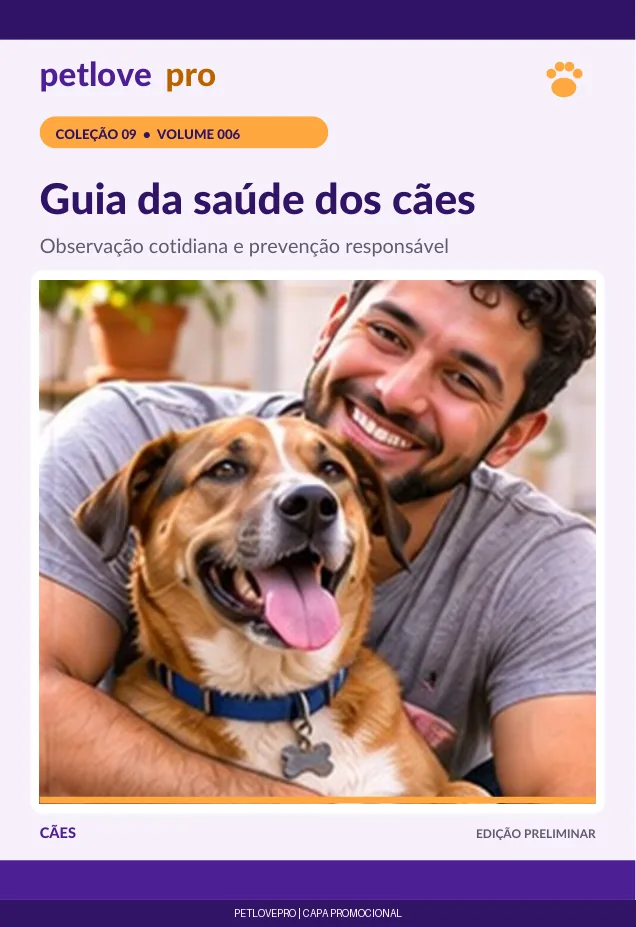 petlove pro
COLEÇÃO 09 ● VOLUME 006
Guia da saúde dos cães
Observação cotidiana e prevenção responsável
CÃES
EDIÇÃO PRELIMINAR
PETLOVEPRO | CAPA PROMOCIONAL